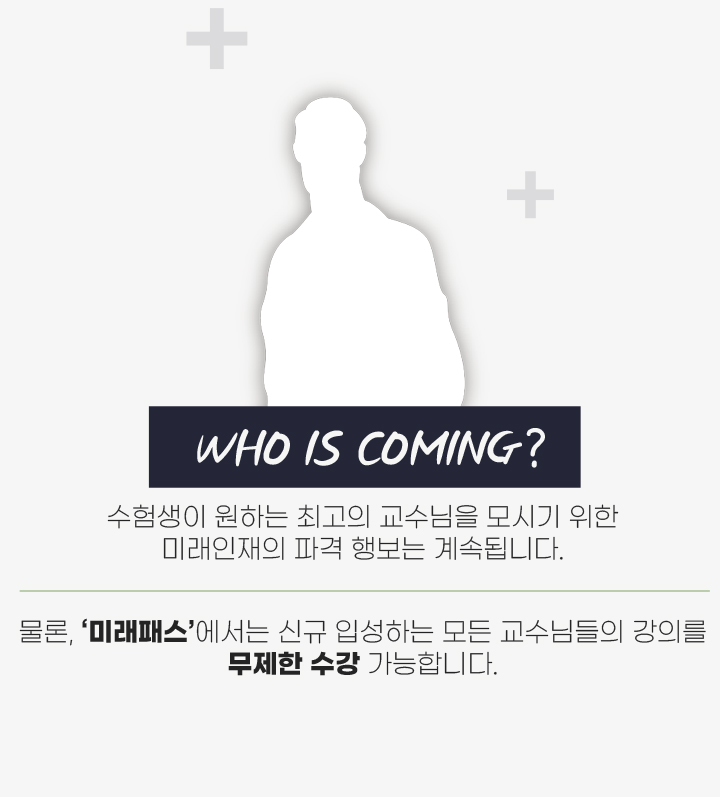 WHO IS COMING?
수험생이 원하는 최고의 교수님을 모시기 위한
미래인재의 파격 행보는 계속됩니다.
물론, ‘미래패스’에서는 신규 입성하는 모든 교수님들의 강의를
무제한 수강 가능합니다.